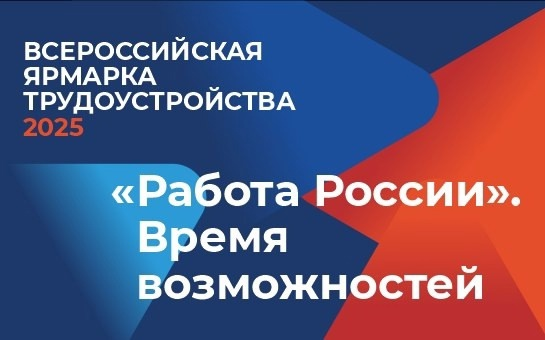 ВСЕРОССИЙСКАЯ
ЯРМАРКА
ТРУДОУСТРОЙСТВА
2025
«Работа России».
Время
возможностей